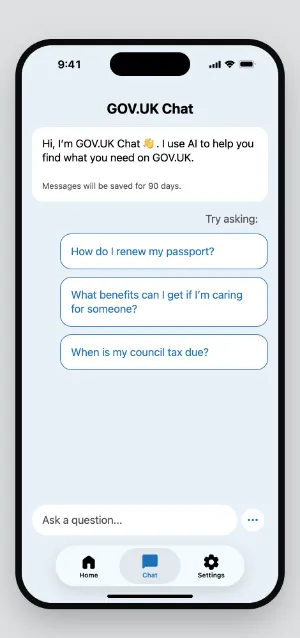 9:41
GOV.UK Chat
Hi, I'm GOV.UK Chat 👋. I use AI to help you
find what you need on GOV.UK.
Messages will be saved for 90 days.
Try asking:
How do I renew my passport?
What benefits can I get if I'm caring
for someone?
When is my council tax due?
Ask a question...
Home
Chat
Settings